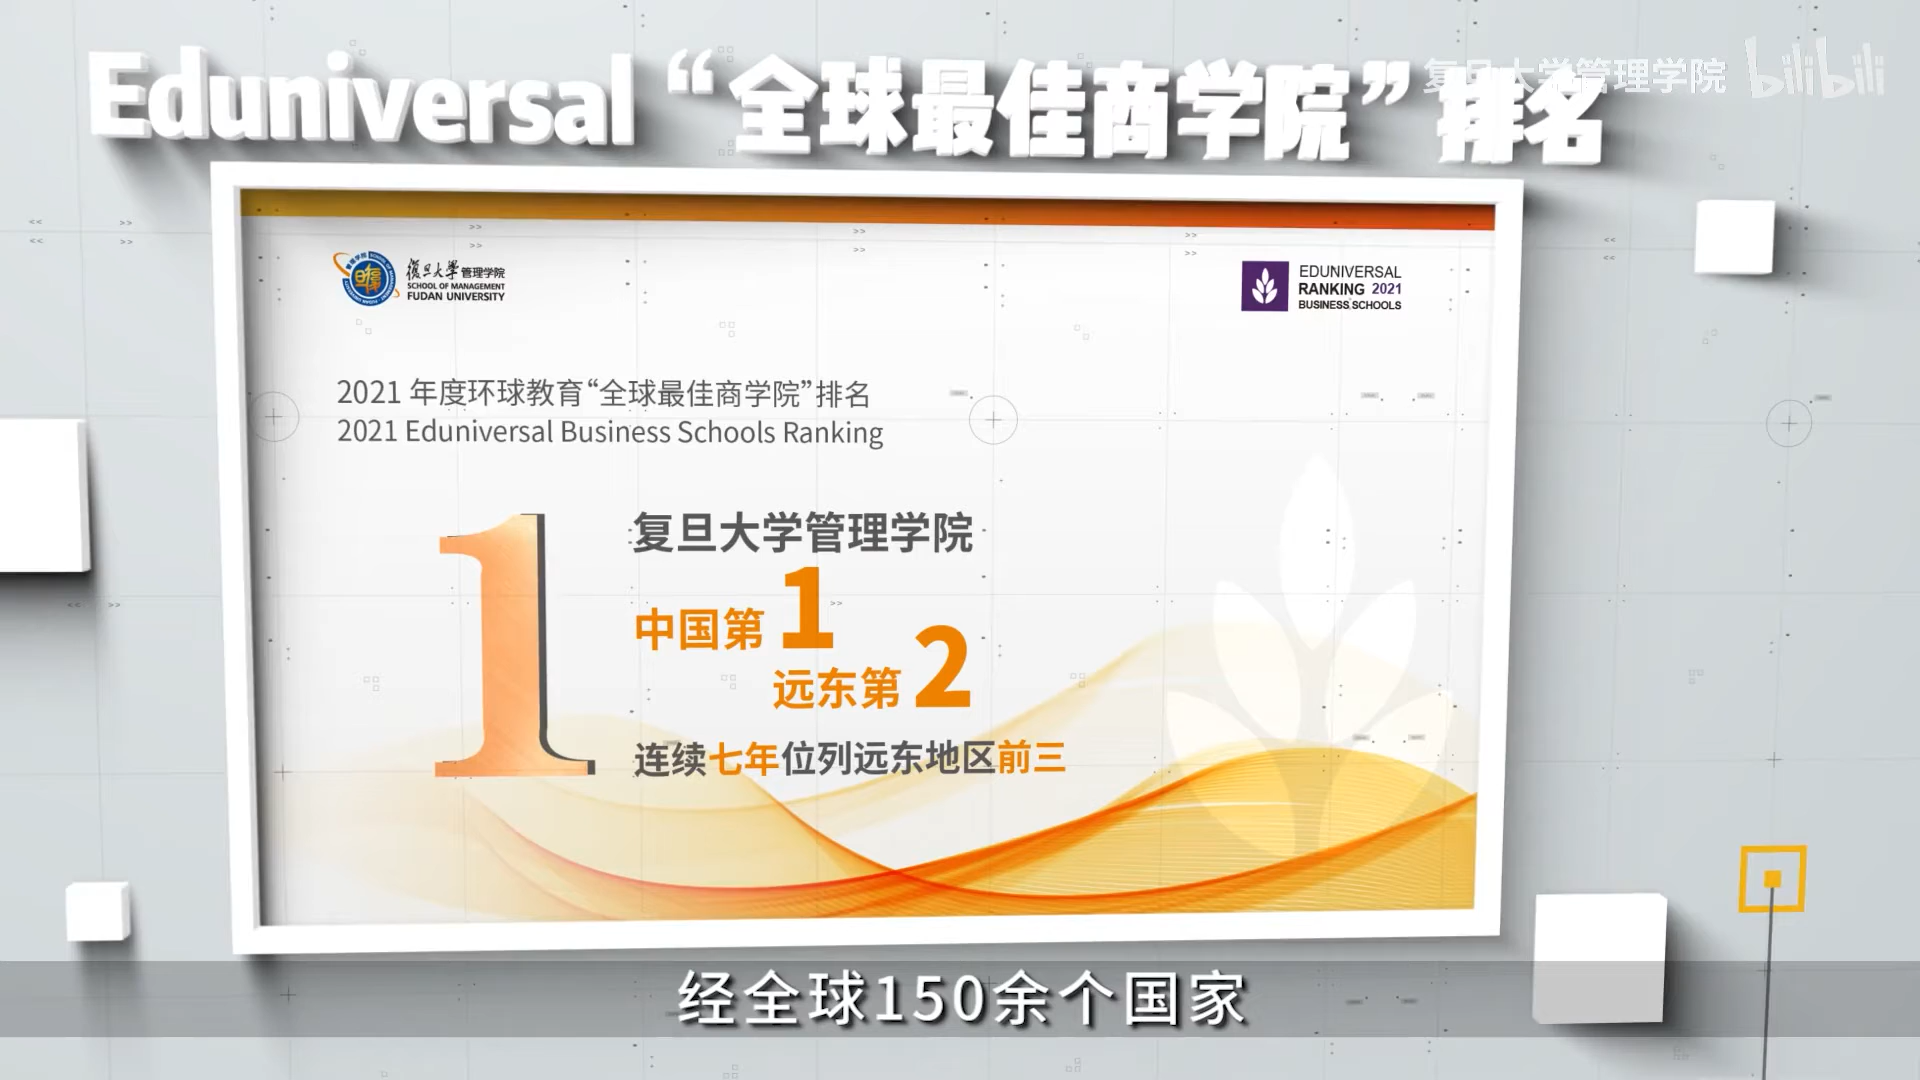 Eduniversal“全球最佳商学院”排名
复旦大学管理学院 bilibili
復旦大學管理学院
SCHOOL OF MANAGEMENT
FUDAN UNIVERSITY
EDUNIVERSAL
RANKING 2021
BUSINESS SCHOOLS
2021 年度环球教育“全球最佳商学院”排名
2021 Eduniversal Business Schools Ranking
1
复旦大学管理学院
中国第1
远东第2
连续七年位列远东地区前三
经全球150余个国家